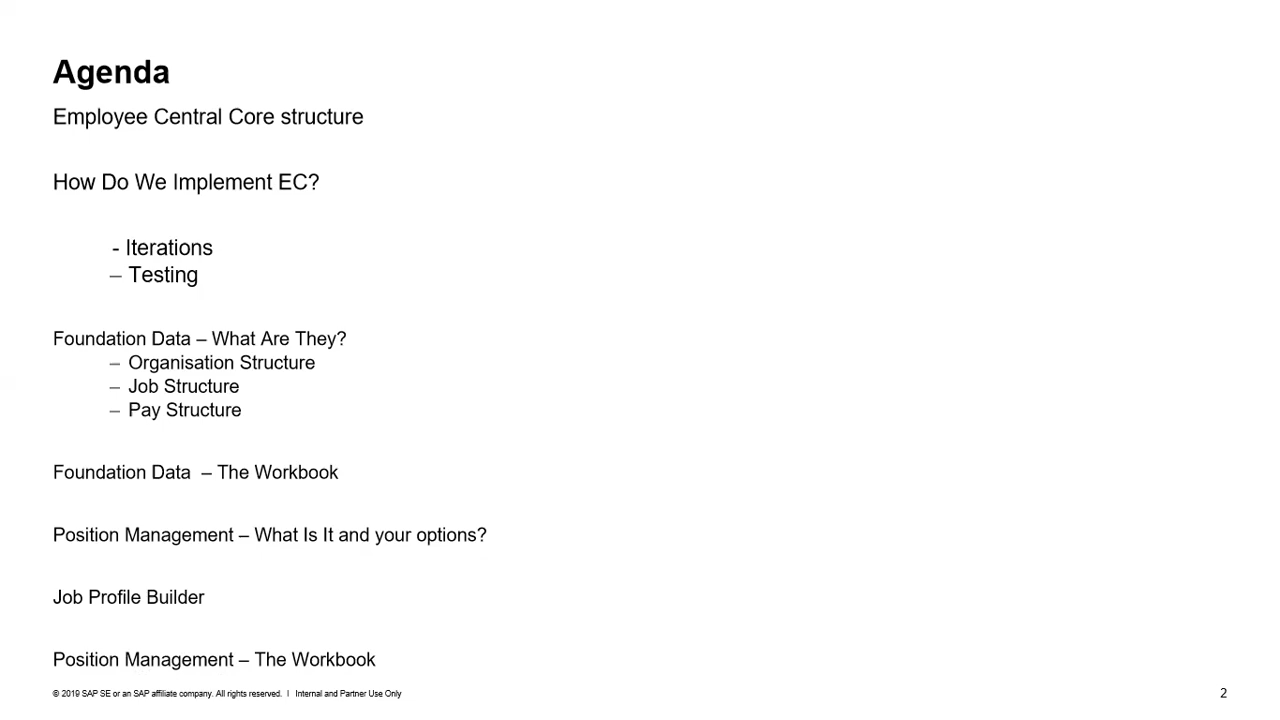 Agenda
Employee Central Core structure
How Do We Implement EC?
- Iterations
– Testing
Foundation Data – What Are They?
– Organisation Structure
– Job Structure
– Pay Structure
Foundation Data – The Workbook
Position Management – What Is It and your options?
Job Profile Builder
Position Management – The Workbook
© 2019 SAP SE or an SAP affiliate company. All rights reserved. | Internal and Partner Use Only 2